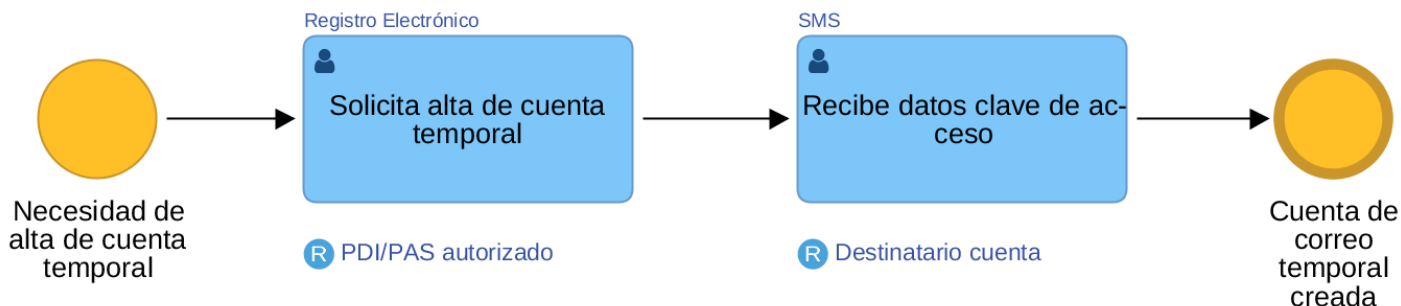 Registro Electrónico
SMS
Solicita alta de cuenta
temporal
Recibe datos clave de ac-
ceso
Necesidad de
alta de cuenta
temporal
R PDI/PAS autorizado
R Destinatario cuenta
Cuenta de
correo
temporal
creada